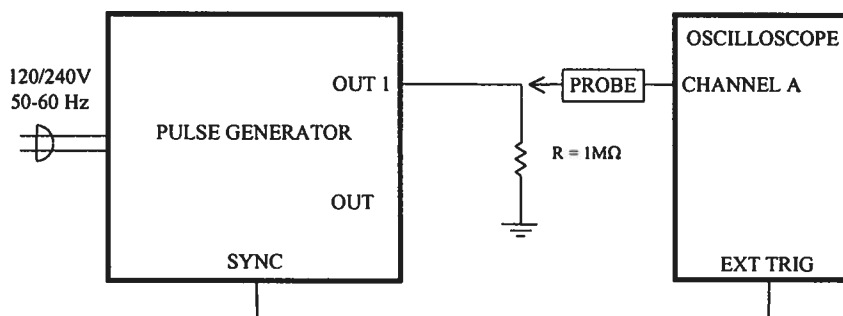 120/240V
50-60 Hz
PULSE GENERATOR
OUT 1
OUT
SYNC
R = 1MΩ
PROBE
OSCILLOSCOPE
CHANNEL A
EXT TRIG